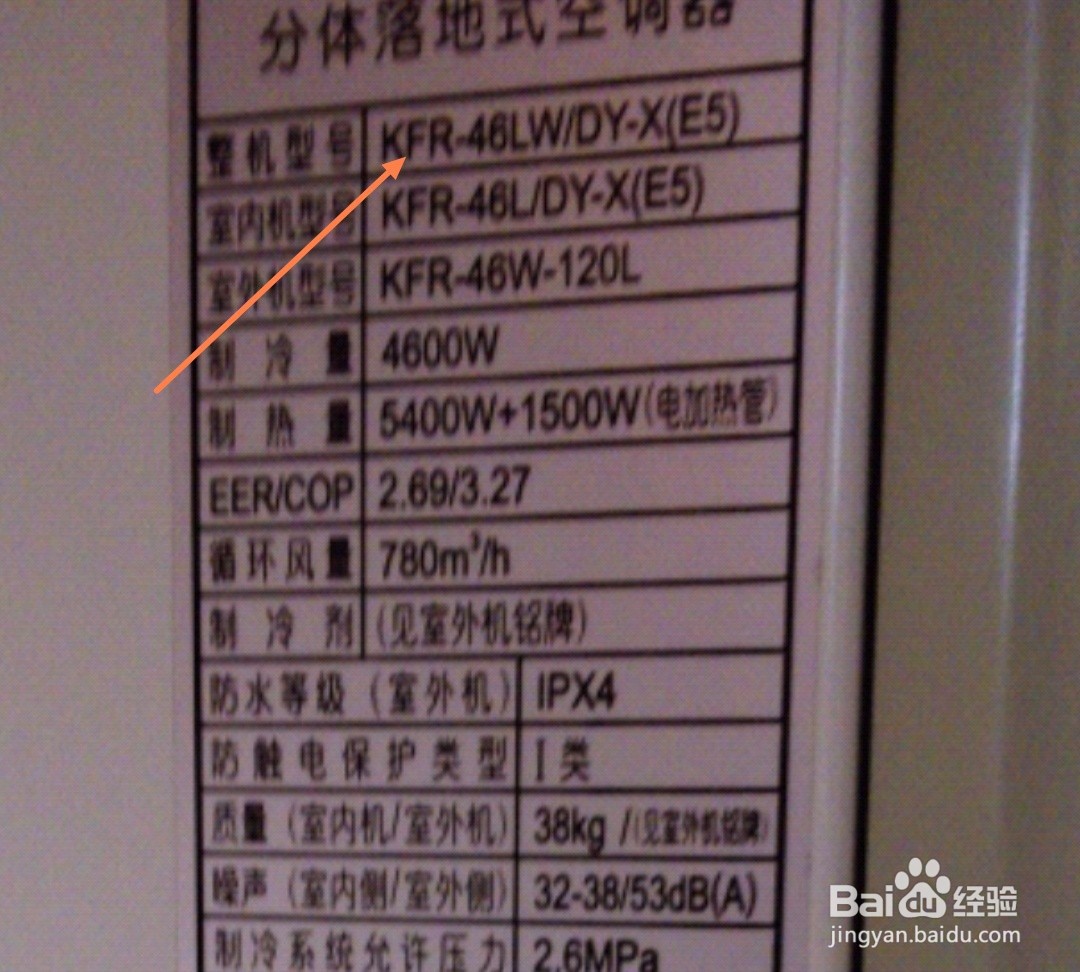 分体落地式空调器
整机型号 KFR-46LW/DY-X(E5)
室内机型号 KFR-46L/DY-X(E5)
室外机型号 KFR-46W-120L
制冷量 4600W
制热量 5400W+1500W(电加热管)
EER/COP 2.69/3.27
循环风量 780m³/h
制冷剂 (见室外机铭牌)
防水等级（室外机） IPX4
防触电保护类型 I类
质量（室内机/室外机） 38kg /(见室外机铭牌)
噪声（室内侧/室外侧） 32-38/53dB(A)
制冷系统允许压力 2.6MPa
Baidu经验
jingyan.baidu.com